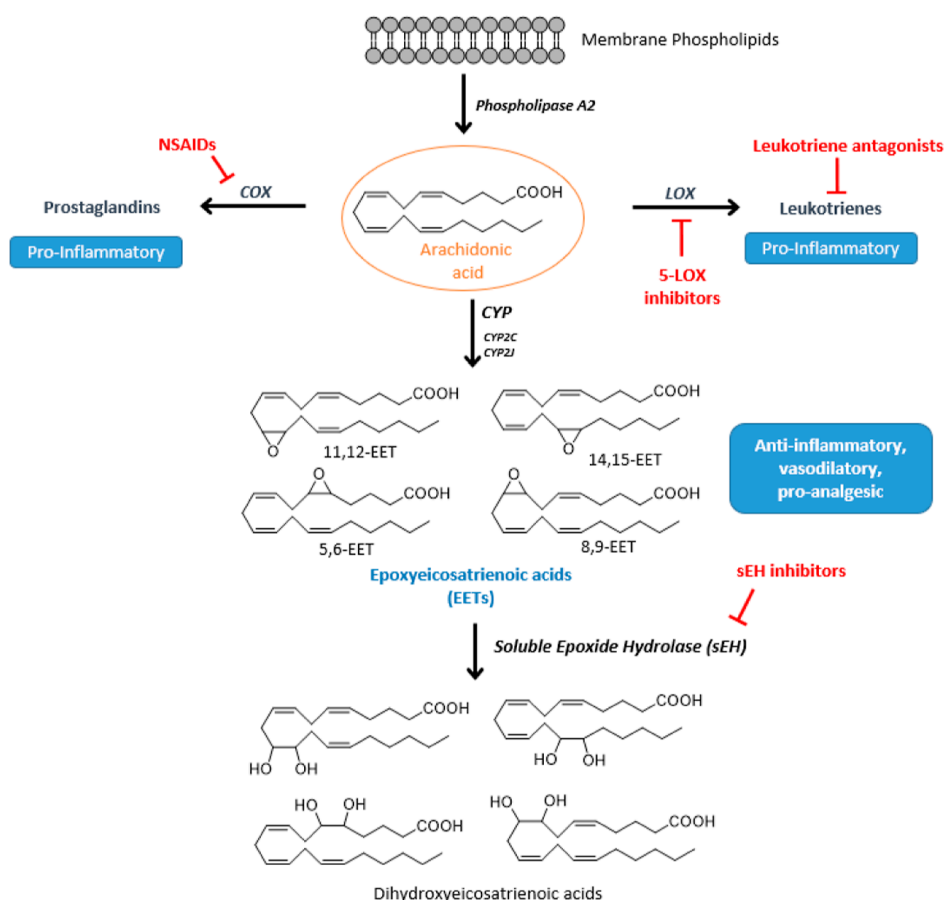 Membrane Phospholipids
Phospholipase A2
NSAIDs
COX
Prostaglandins
Pro-Inflammatory
COOH
Arachidonic
acid
Leukotriene antagonists
LOX
Leukotrienes
Pro-Inflammatory
5-LOX
inhibitors
CYP
CYP2C
CYP2J
COOH
O
11,12-EET
COOH
O
14,15-EET
O
COOH
5,6-EET
O
COOH
8,9-EET
Anti-inflammatory,
vasodilatory,
pro-analgesic
Epoxyeicosatrienoic acids
(EETs)
sEH inhibitors
Soluble Epoxide Hydrolase (sEH)
COOH
HO OH
COOH
HO OH
HO OH
COOH
HO OH
COOH
Dihydroxyeicosatrienoic acids